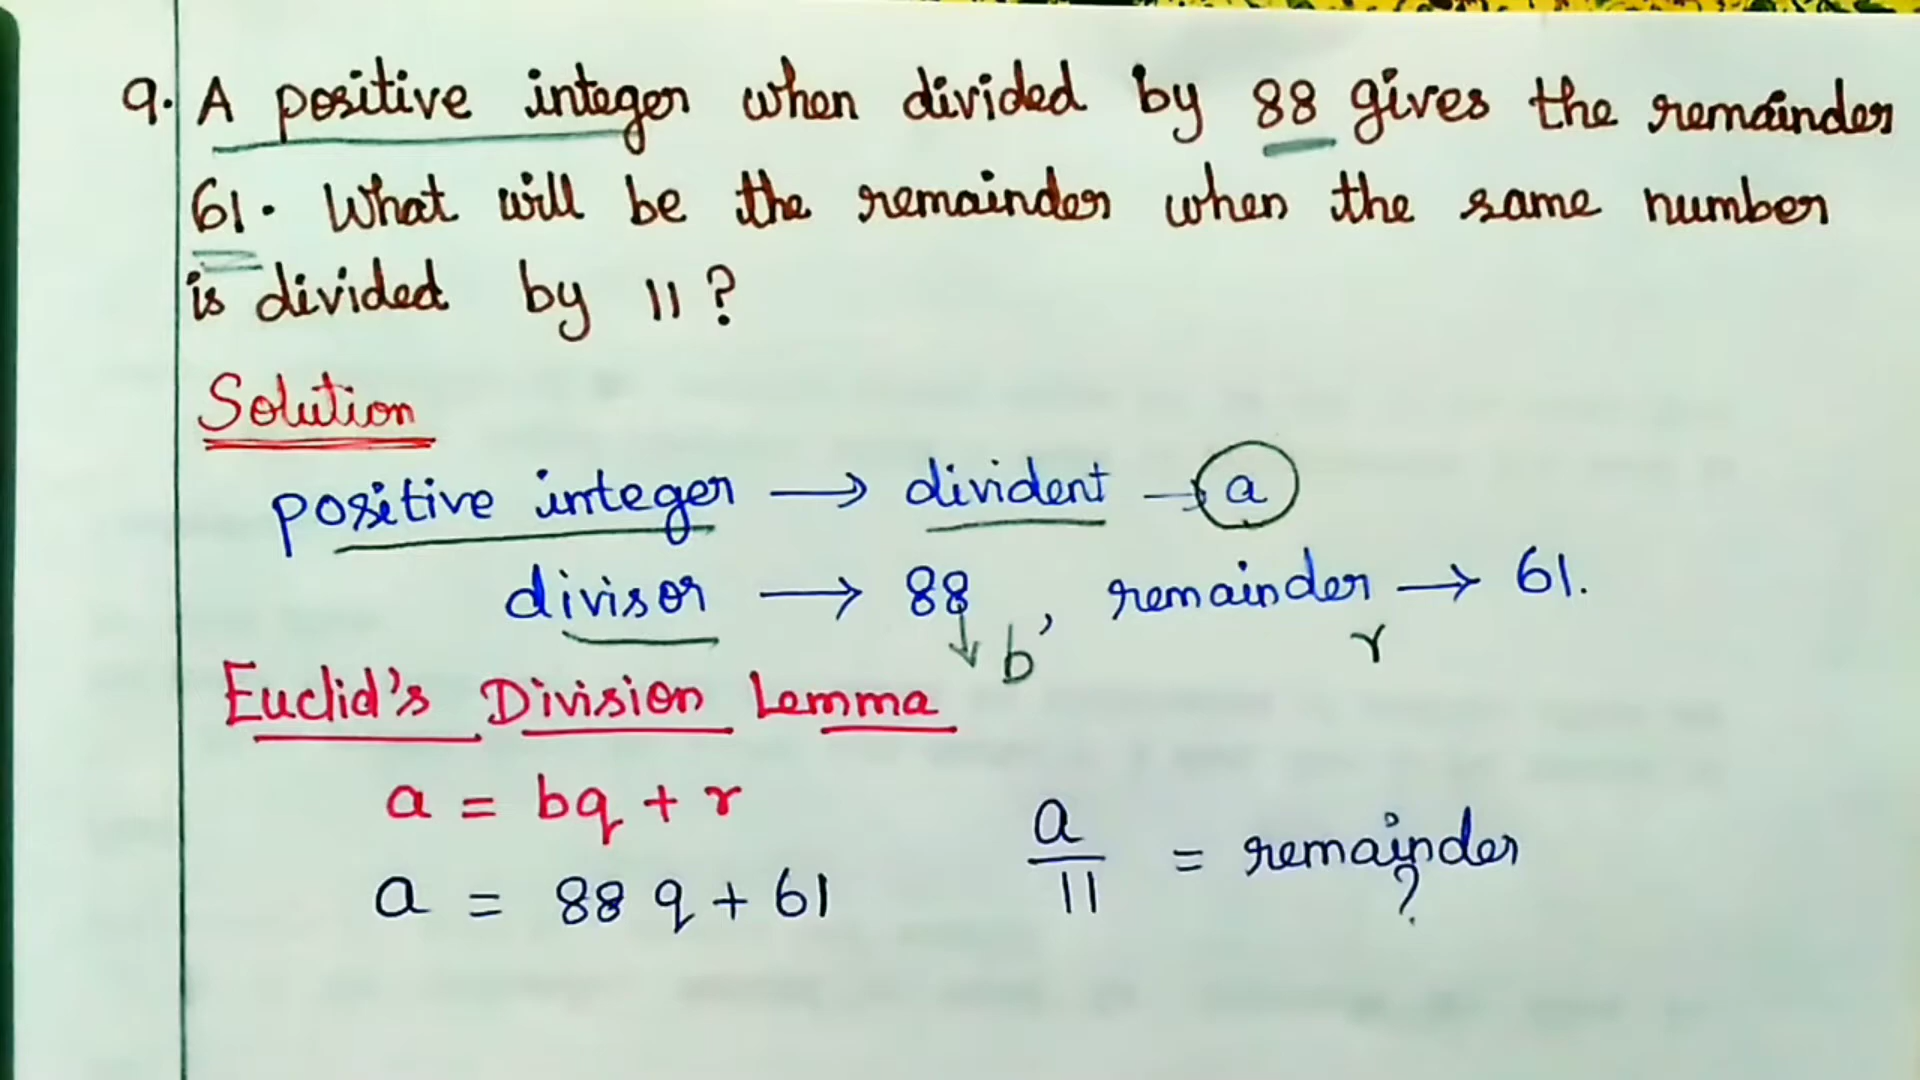 9. A positive integer when divided by 88 gives the remainder
61. What will be the remainder when the same number
is divided by 11?
Solution
positive integer → divident → a
divisor → 88, remainder → 61.
↓ b r
Euclid's Division Lemma
a = bq + r
a = 88 q + 61
a/11 = remainder ?